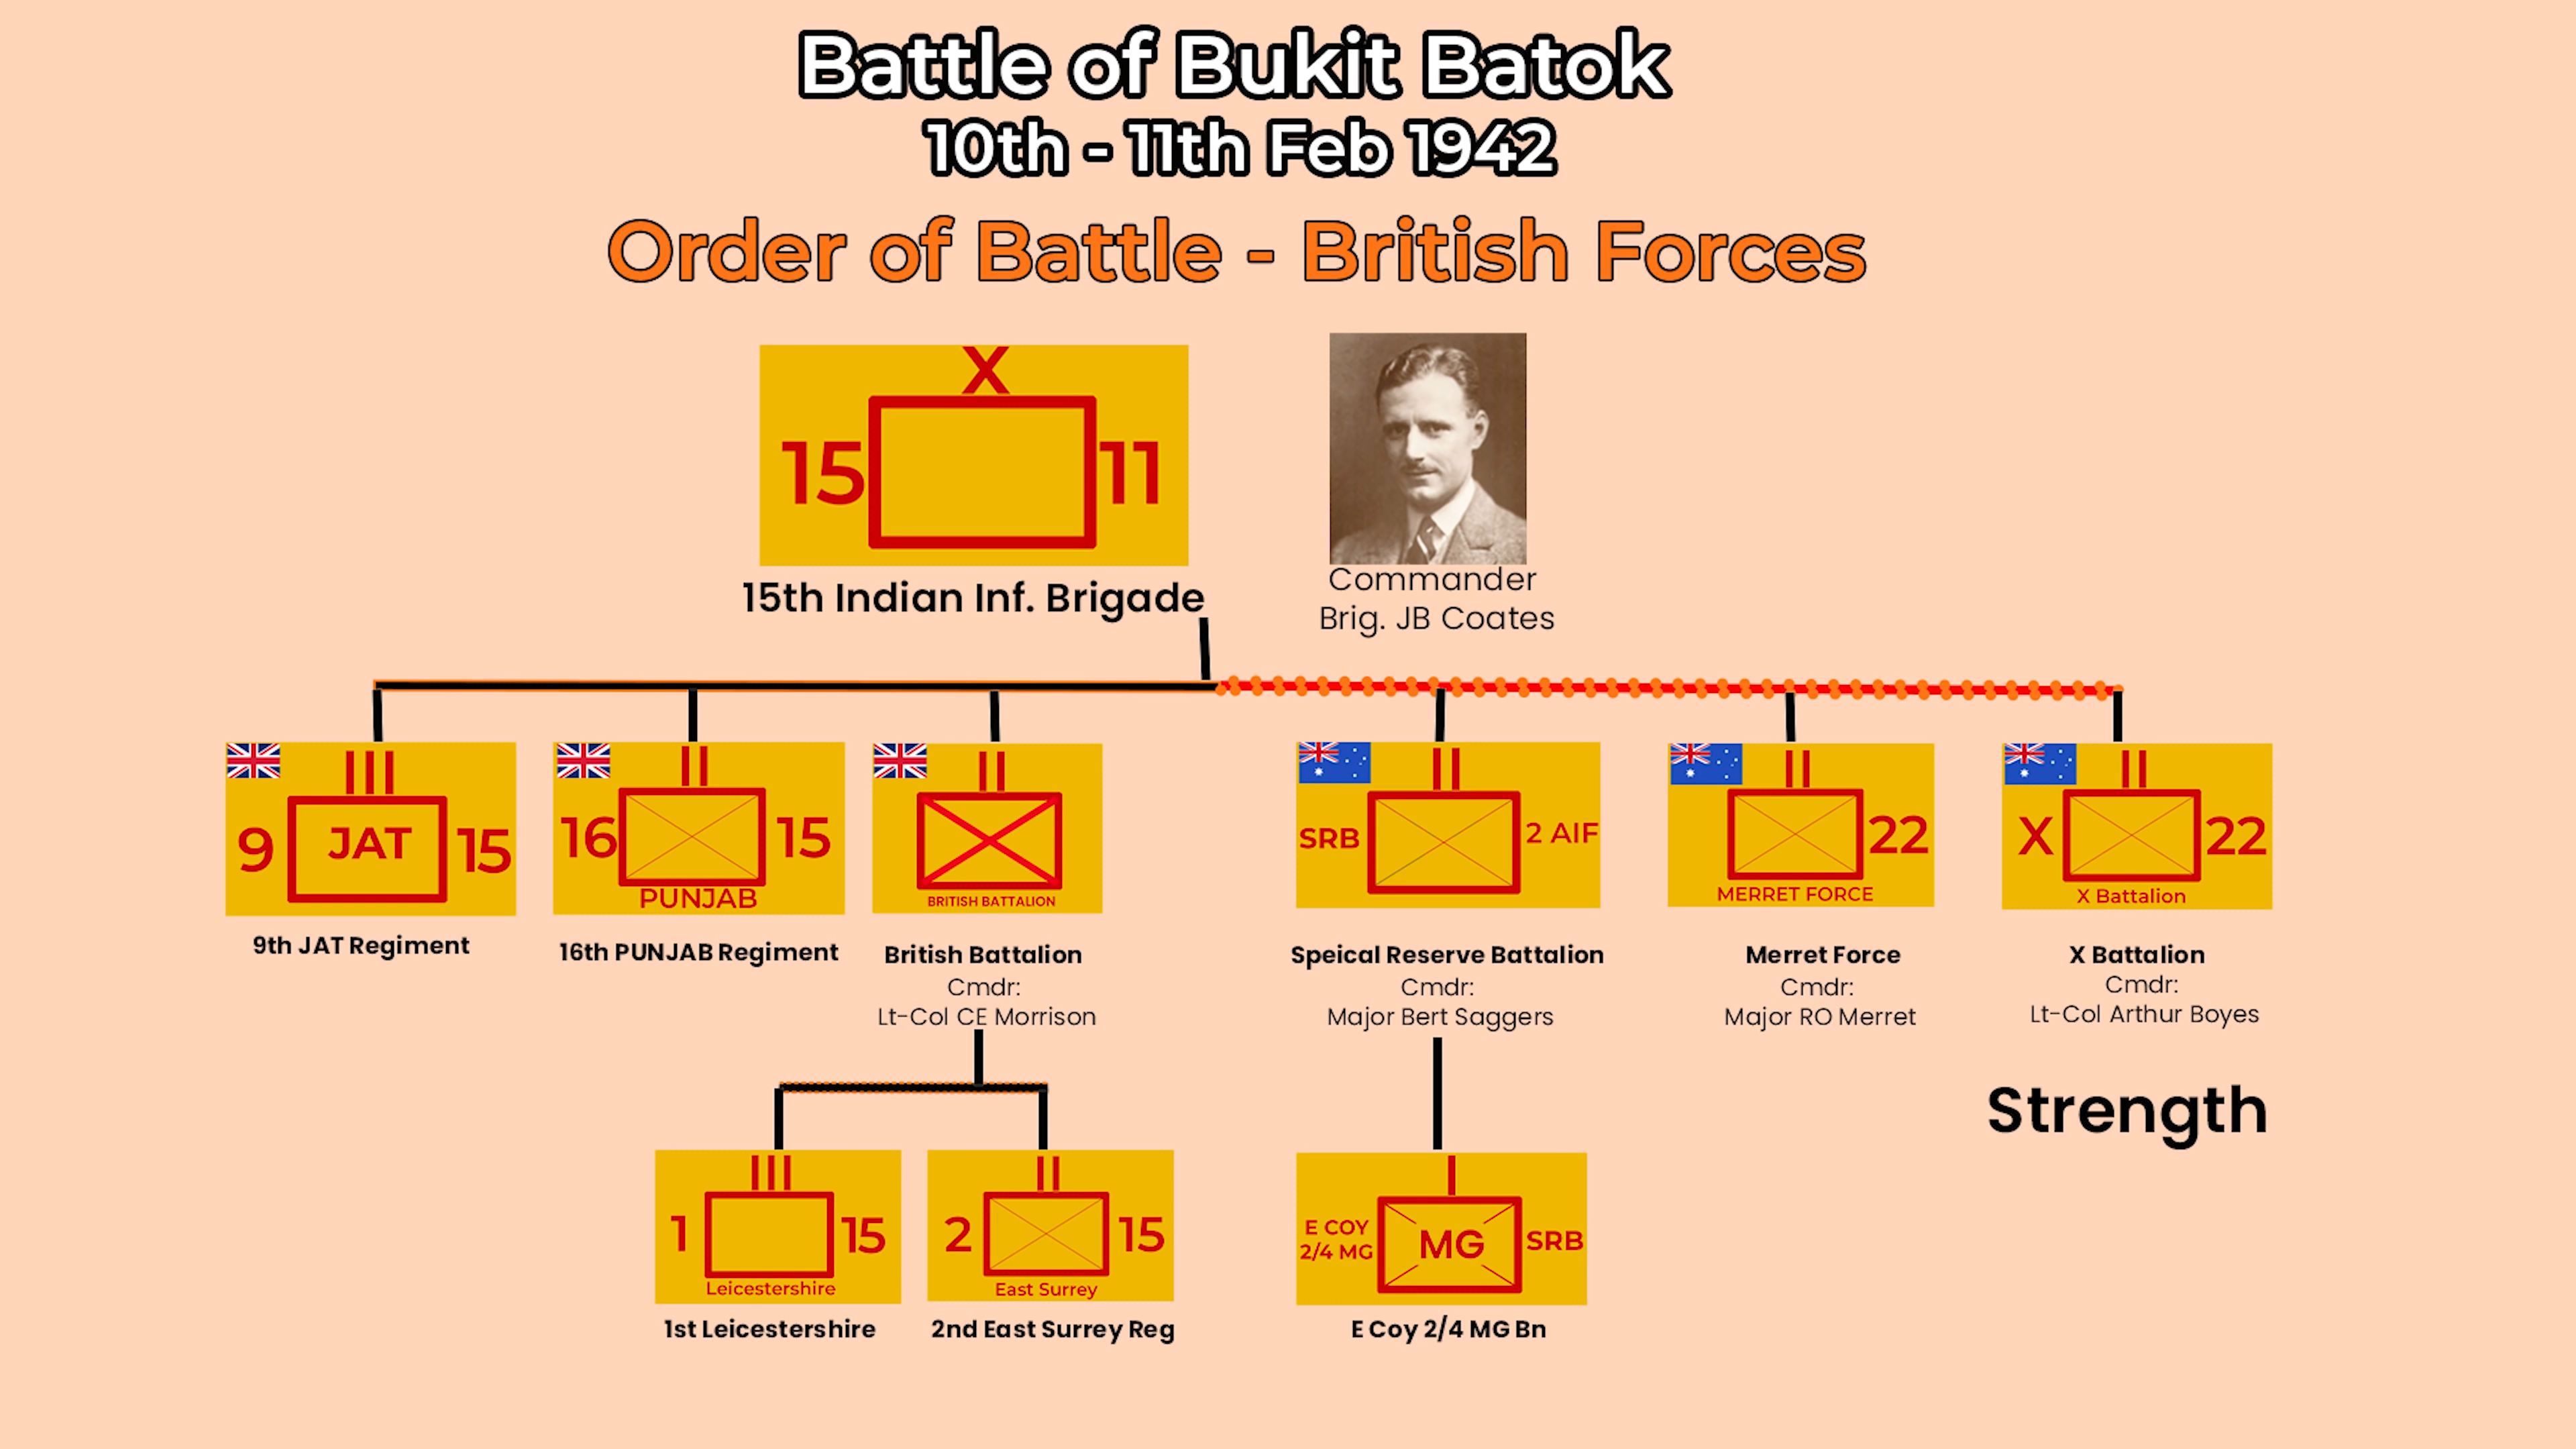 Battle of Bukit Batok
10th - 11th Feb 1942
Order of Battle - British Forces
X
15
11
15th Indian Inf. Brigade
Commander
Brig. JB Coates
III
9
JAT
15
9th JAT Regiment
II
16
15
PUNJAB
16th PUNJAB Regiment
II
BRITISH BATTALION
British Battalion
Cmdr:
Lt-Col CE Morrison
II
SRB
2 AIF
Speical Reserve Battalion
Cmdr:
Major Bert Saggers
II
22
MERRET FORCE
Merret Force
Cmdr:
Major RO Merret
II
X
22
X Battalion
X Battalion
Cmdr:
Lt-Col Arthur Boyes
Strength
III
1
15
Leicestershire
1st Leicestershire
II
2
15
East Surrey
2nd East Surrey Reg
I
E COY
2/4 MG
MG
SRB
E Coy 2/4 MG Bn